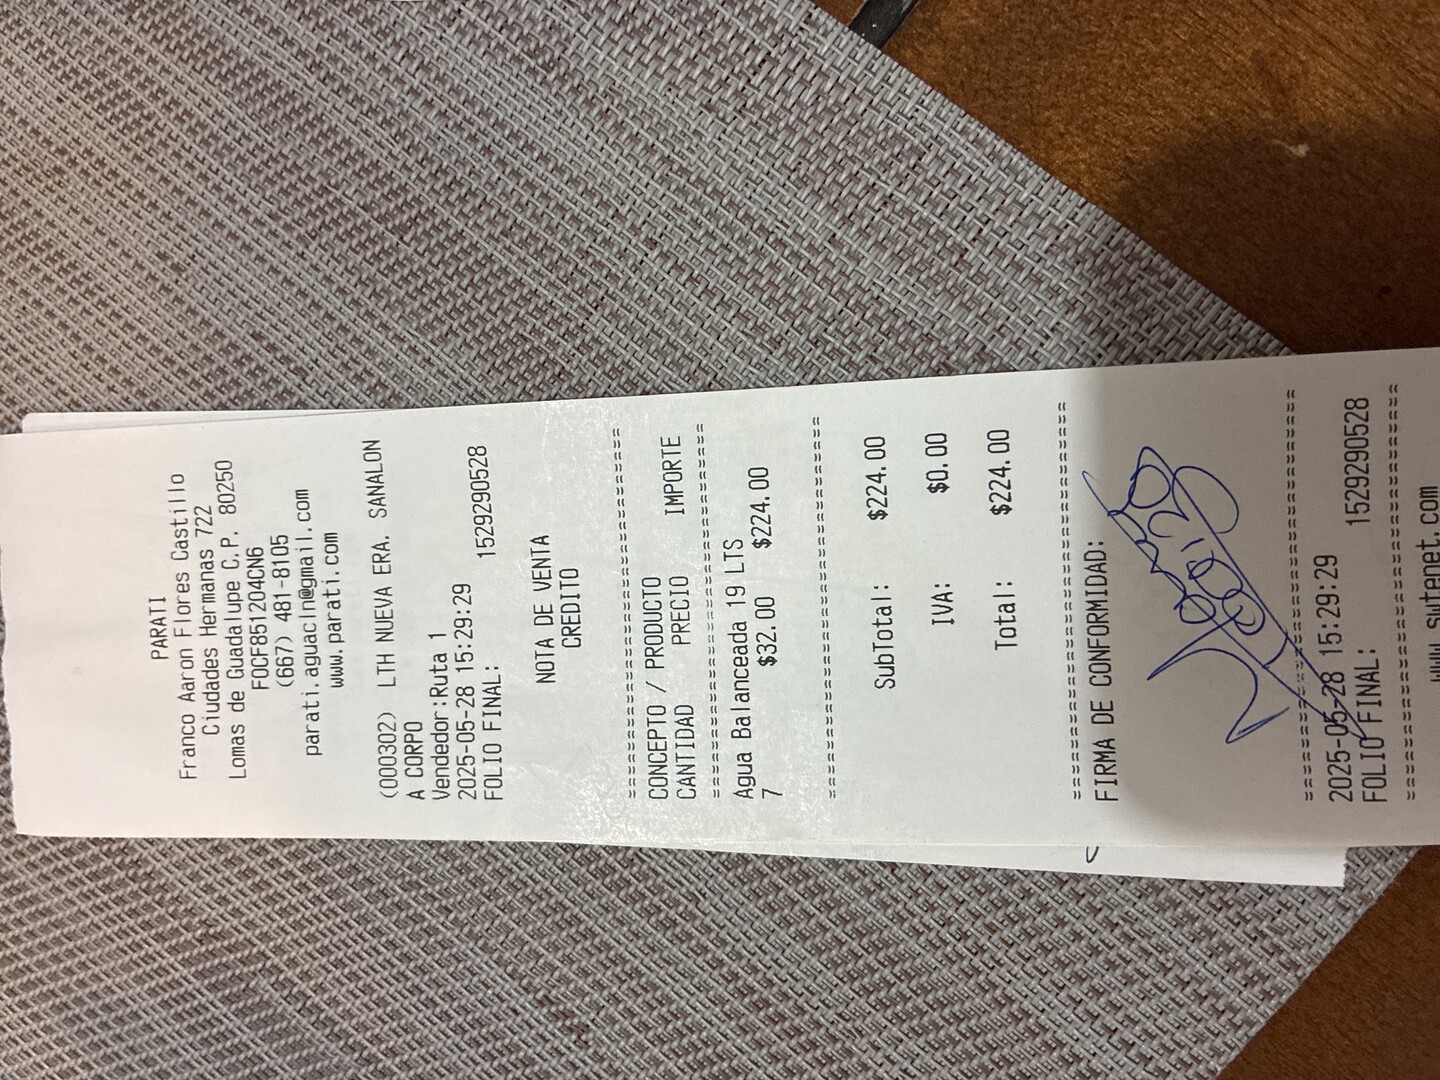 PARATI
Franco Aaron Flores Castillo
Ciudades Hermanas 722
Lomas de Guadalupe C.P. 80250
FOCF851204CN6
(667) 481-8105
parati.aguacln@gmail.com
www.parati.com
(000302) LTH NUEVA ERA. SANALON
A CORPO
Vendedor:Ruta 1
2025-05-28 15:29:29
FOLIO FINAL: 1529290528
NOTA DE VENTA
CREDITO
==============================
CONCEPTO / PRODUCTO
CANTIDAD PRECIO IMPORTE
==============================
Agua Balanceada 19 LTS
7 $32.00 $224.00
==============================
SubTotal: $224.00
IVA: $0.00
Total: $224.00
==============================
FIRMA DE CONFORMIDAD:
==============================
2025-05-28 15:29:29
FOLIO FINAL: 1529290528
==============================
www.swtenet.com